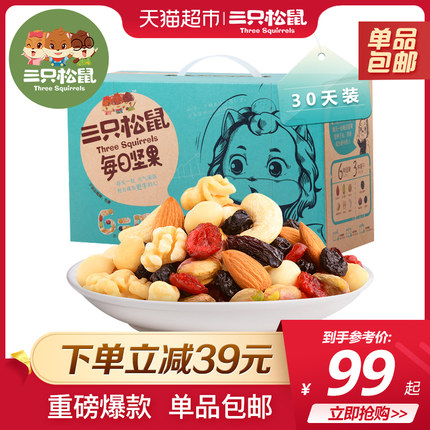 天猫超市 三只松鼠
Three Squirrels
单品
包邮
三只松鼠
Three Squirrels
30天装
三只松鼠
Three Squirrels
每日坚果
下单立减39元
重磅爆款 单品包邮
到手参考价:
¥99起
立即抢购>>